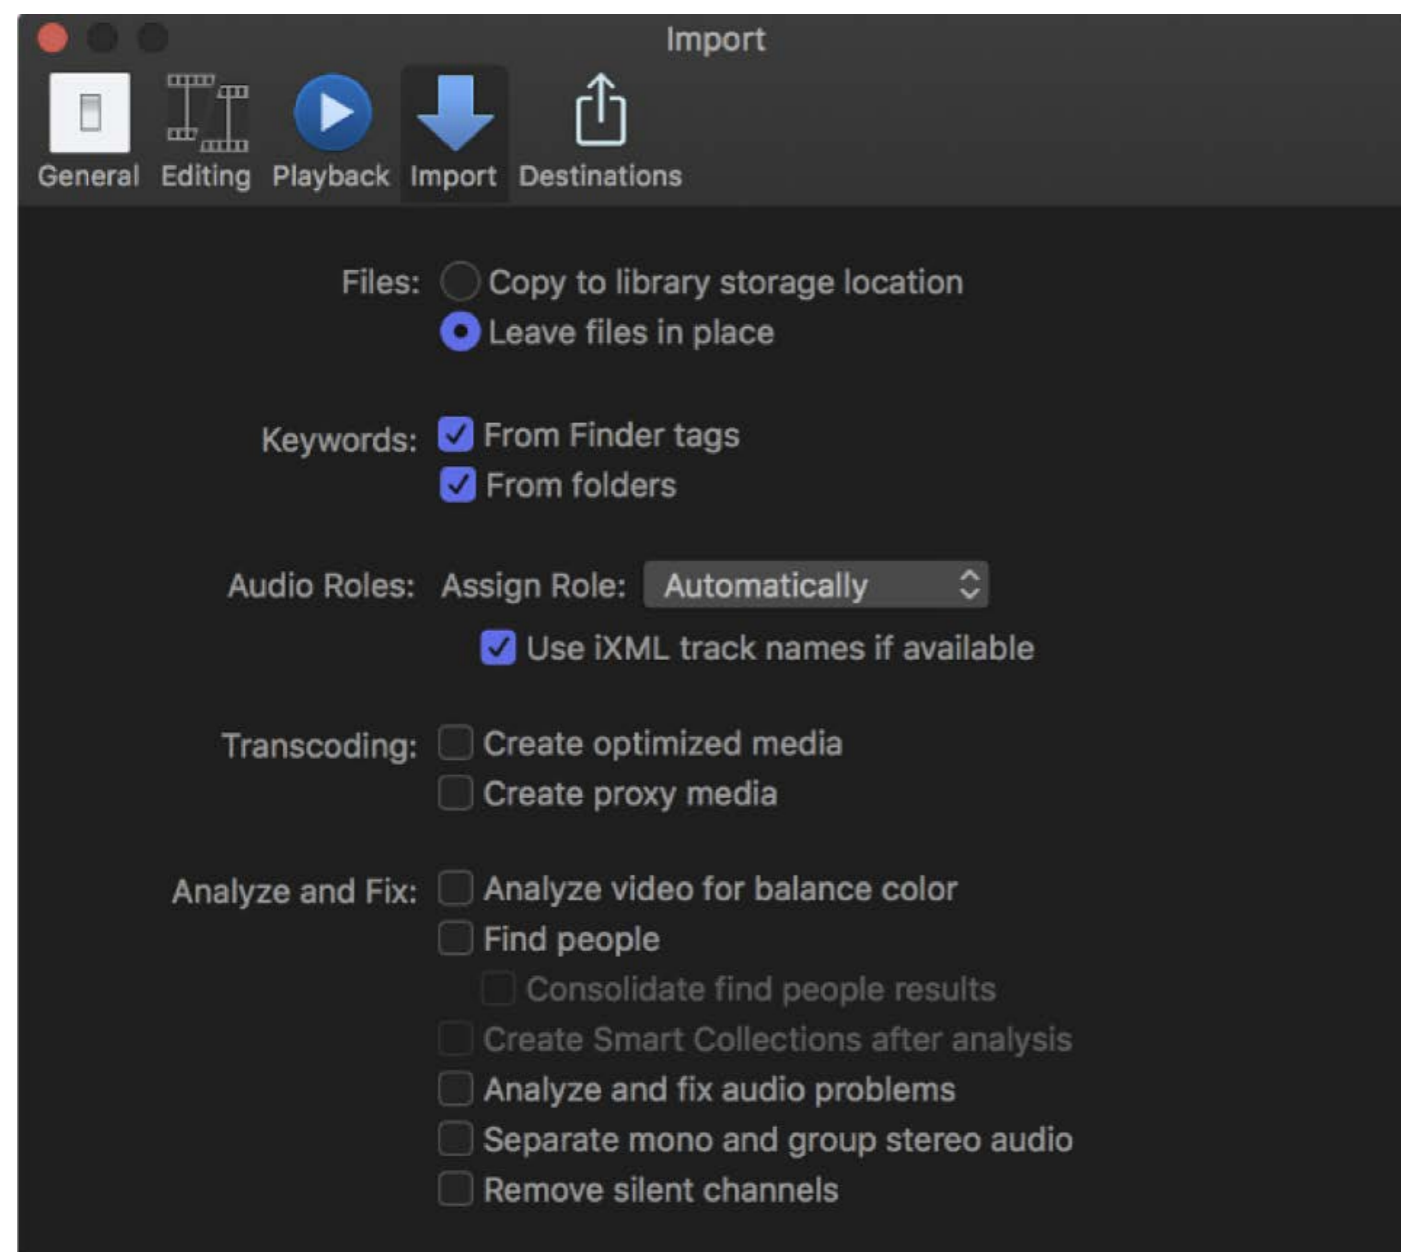 Import
General Editing Playback Import Destinations
Files: Copy to library storage location
Leave files in place
Keywords: From Finder tags
From folders
Audio Roles: Assign Role: Automatically
Use iXML track names if available
Transcoding: Create optimized media
Create proxy media
Analyze and Fix: Analyze video for balance color
Find people
Consolidate find people results
Create Smart Collections after analysis
Analyze and fix audio problems
Separate mono and group stereo audio
Remove silent channels